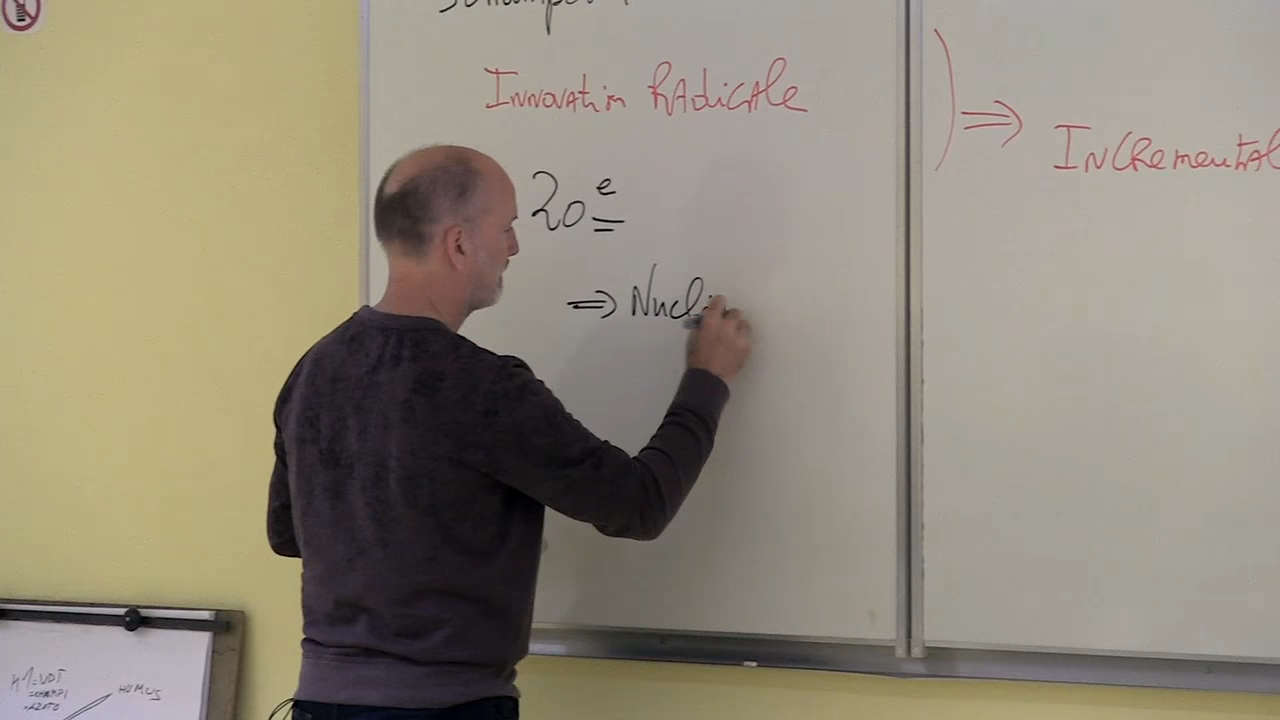 Innovation Radicale
20e
⇒ Nucl
) ⇒ Incremental
HUMUS